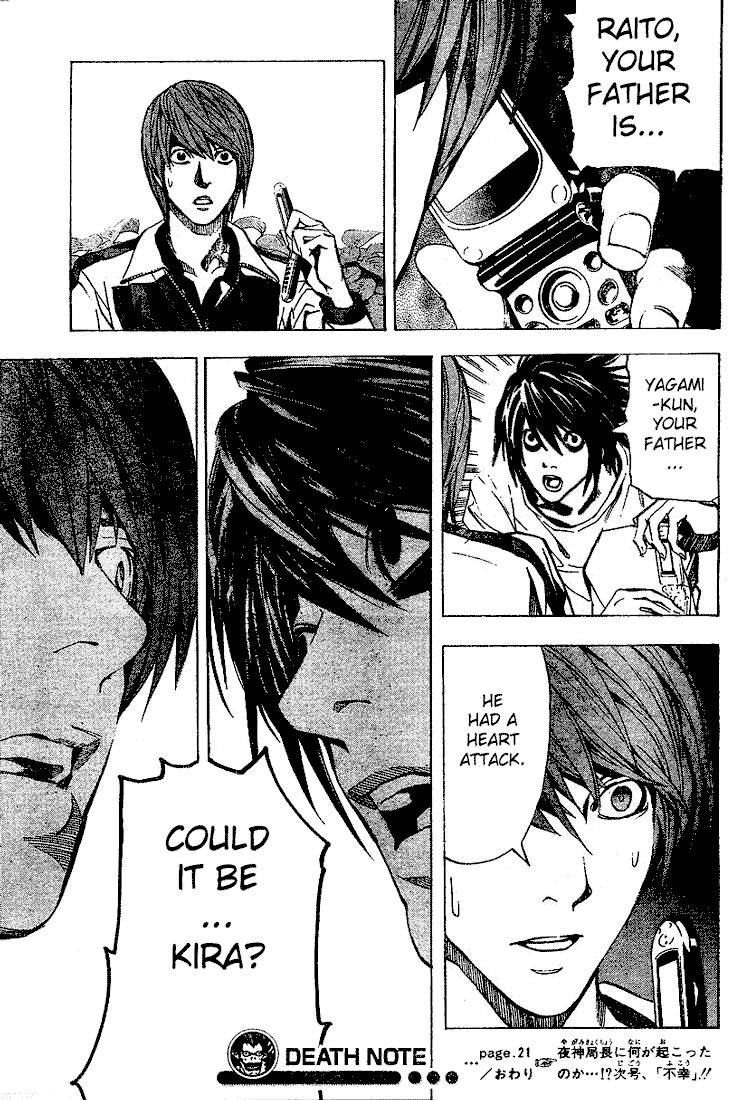 RAITO,
YOUR
FATHER
IS...
YAGAMI
-KUN,
YOUR
FATHER
...
HE
HAD A
HEART
ATTACK.
COULD
IT BE
...
KIRA?
DEATH NOTE
...page.21
/おわり
夜神局長に何が起こった
のか…!?次号、「不幸」!!